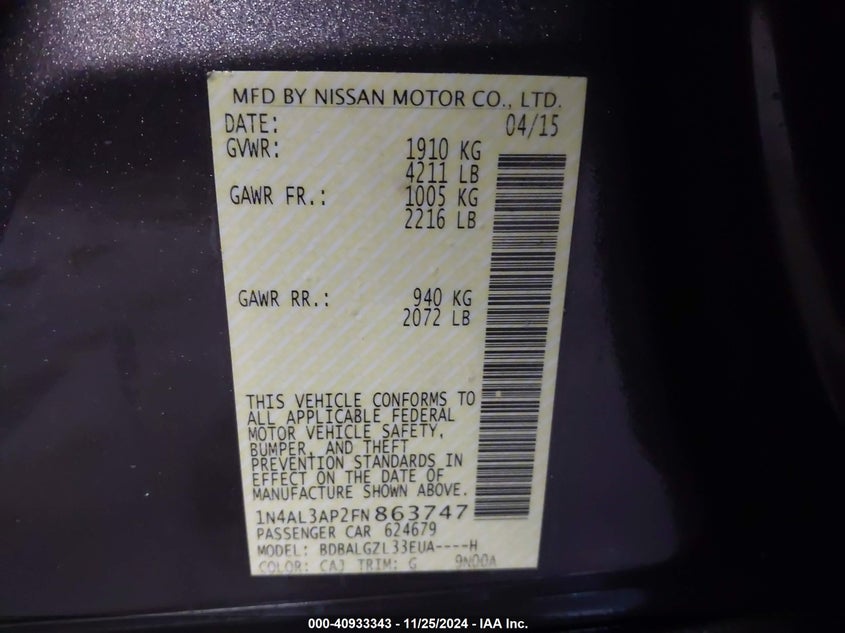 MFD BY NISSAN MOTOR CO., LTD.
DATE: 04/15
GVWR: 1910 KG
4211 LB
GAWR FR.: 1005 KG
2216 LB
GAWR RR.: 940 KG
2072 LB
THIS VEHICLE CONFORMS TO
ALL APPLICABLE FEDERAL
MOTOR VEHICLE SAFETY,
BUMPER, AND THEFT
PREVENTION STANDARDS IN
EFFECT ON THE DATE OF
MANUFACTURE SHOWN ABOVE.
1N4AL3AP2FN863747
PASSENGER CAR 624679
MODEL: BDBALGZL33EUA----H
COLOR: CAJ TRIM: G 9N00A
000-40933343 - 11/25/2024 - IAA Inc.